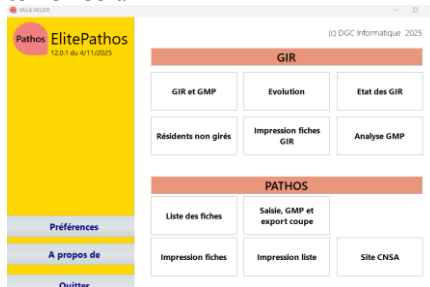 VILLA HELIOS
Pathos
ElitePathos
12.0.1 du 4/11/2025
(c) DGC Informatique 2025
GIR
GIR et GMP
Evolution
Etat des GIR
Résidents non girés
Impression fiches
GIR
Analyse GMP
PATHOS
Liste des fiches
Saisie, GMP et
export coupe
Impression fiches
Impression liste
Site CNSA
Préférences
A propos de
Quitter